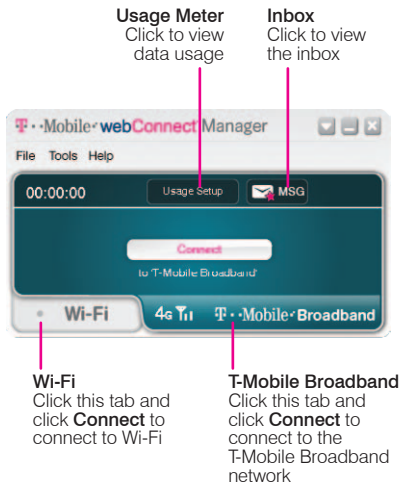 Usage Meter
Click to view
data usage
Inbox
Click to view
the inbox
T··Mobile webConnect Manager
File Tools Help
00:00:00
Usage Setup
MSG
Connect
to 'T-Mobile Broadband'
Wi-Fi
4G
T··Mobile Broadband
Wi-Fi
Click this tab and
click Connect to
connect to Wi-Fi
T-Mobile Broadband
Click this tab and
click Connect to
connect to the
T-Mobile Broadband
network